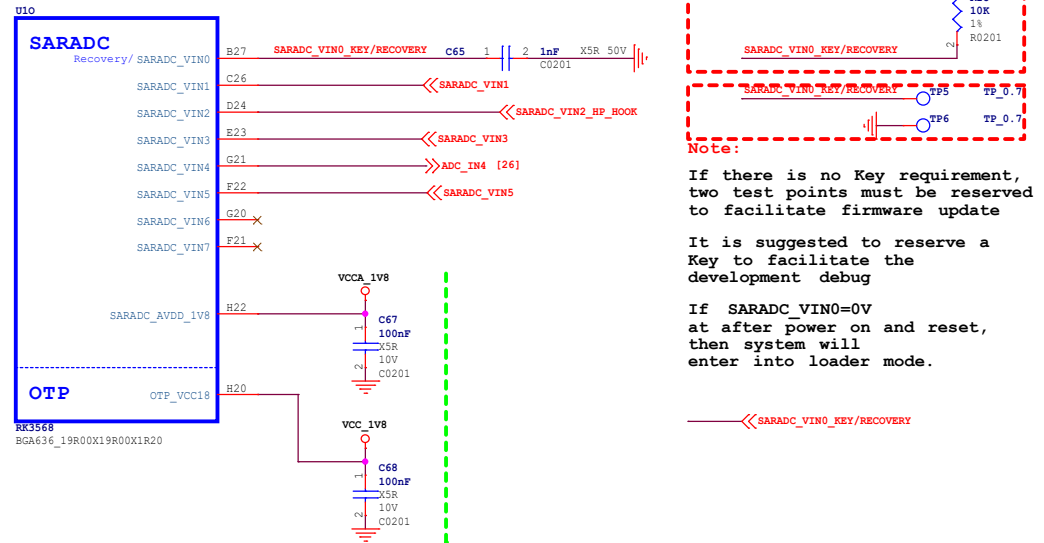 U10
SARADC
Recovery/ SARADC_VIN0
B27
SARADC_VIN0_KEY/RECOVERY
C65
1
2
1nF
X5R 50V
C0201
SARADC_VIN1
C26
SARADC_VIN1
SARADC_VIN2
D24
SARADC_VIN2_HP_HOOK
SARADC_VIN3
E23
SARADC_VIN3
SARADC_VIN4
G21
ADC_IN4 [26]
SARADC_VIN5
F22
SARADC_VIN5
SARADC_VIN6
G20
SARADC_VIN7
F21
VCCA_1V8
SARADC_AVDD_1V8
H22
1
C67
100nF
X5R
10V
2
C0201
OTP
OTP_VCC18
H20
RK3568
BGA636_19R00X19R00X1R20
VCC_1V8
1
C68
100nF
X5R
10V
2
C0201
10K
1%
R0201
2
SARADC_VIN0_KEY/RECOVERY
SARADC_VIN0_KEY/RECOVERY
TP5
TP_0.7
TP6
TP_0.7
Note:
If there is no Key requirement,
two test points must be reserved
to facilitate firmware update
It is suggested to reserve a
Key to facilitate the
development debug
If SARADC_VIN0=0V
at after power on and reset,
then system will
enter into loader mode.
SARADC_VIN0_KEY/RECOVERY